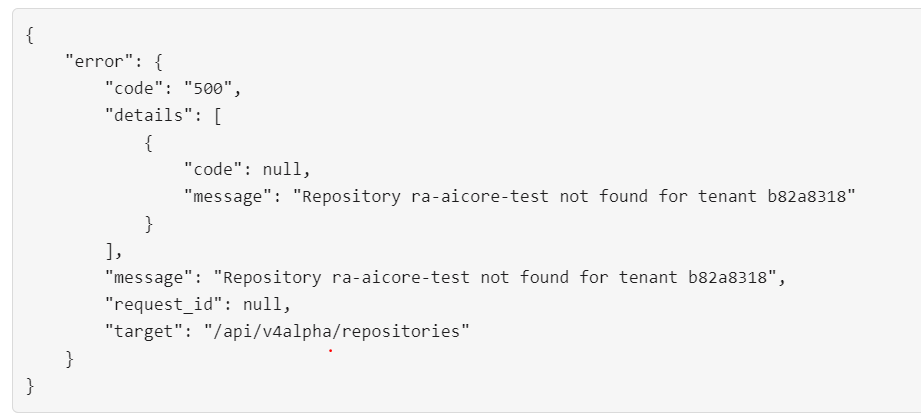 {
    "error": {
        "code": "500",
        "details": [
            {
                "code": null,
                "message": "Repository ra-aicore-test not found for tenant b82a8318"
            }
        ],
        "message": "Repository ra-aicore-test not found for tenant b82a8318",
        "request_id": null,
        "target": "/api/v4alpha/repositories"
    }
}